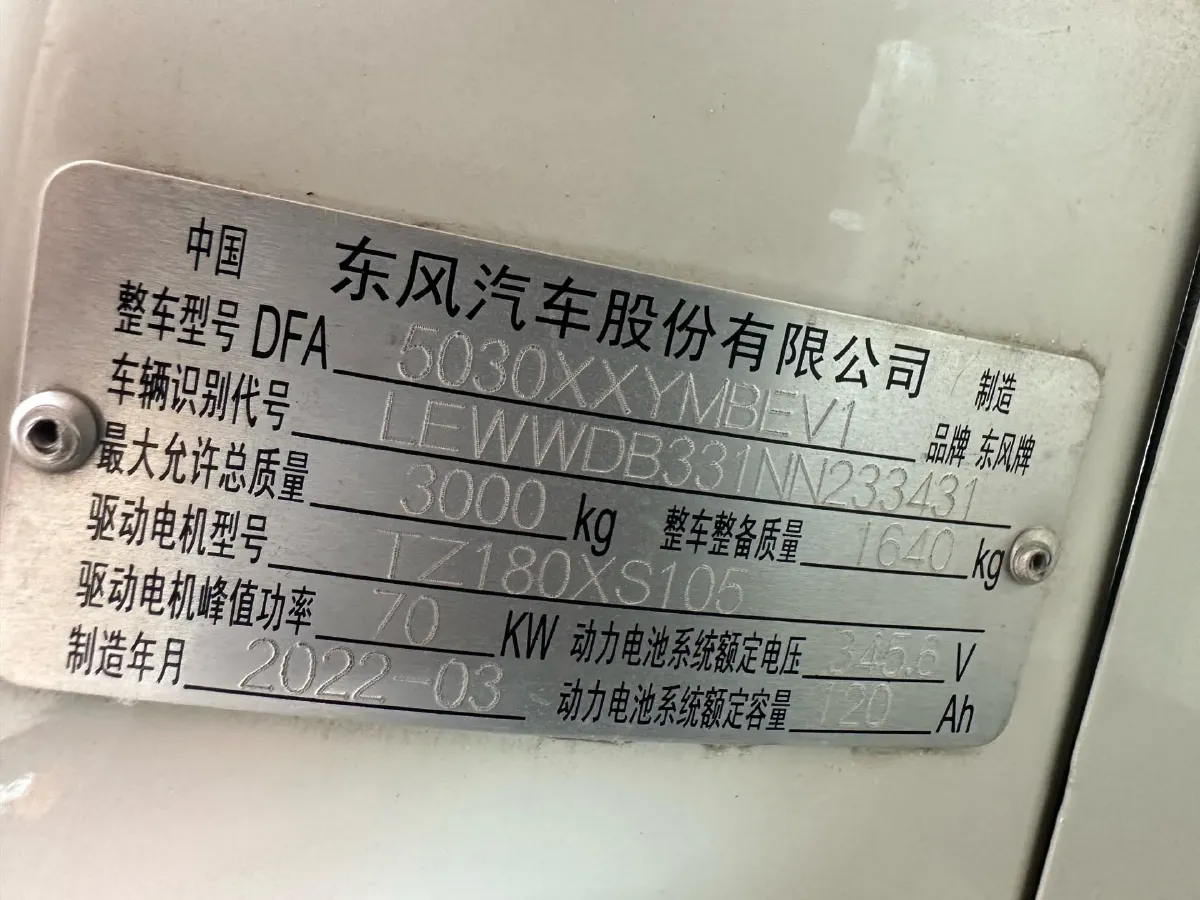 中国 东风汽车股份有限公司 制造
整车型号 DFA 5030XXYMBEV1 品牌 东风牌
车辆识别代号 LEWWDB331NN233431
最大允许总质量 3000 kg 整车整备质量 1640 kg
驱动电机型号 TZ180XS105
驱动电机峰值功率 70 KW 动力电池系统额定电压 345.6 V
制造年月 2022-03 动力电池系统额定容量 120 Ah